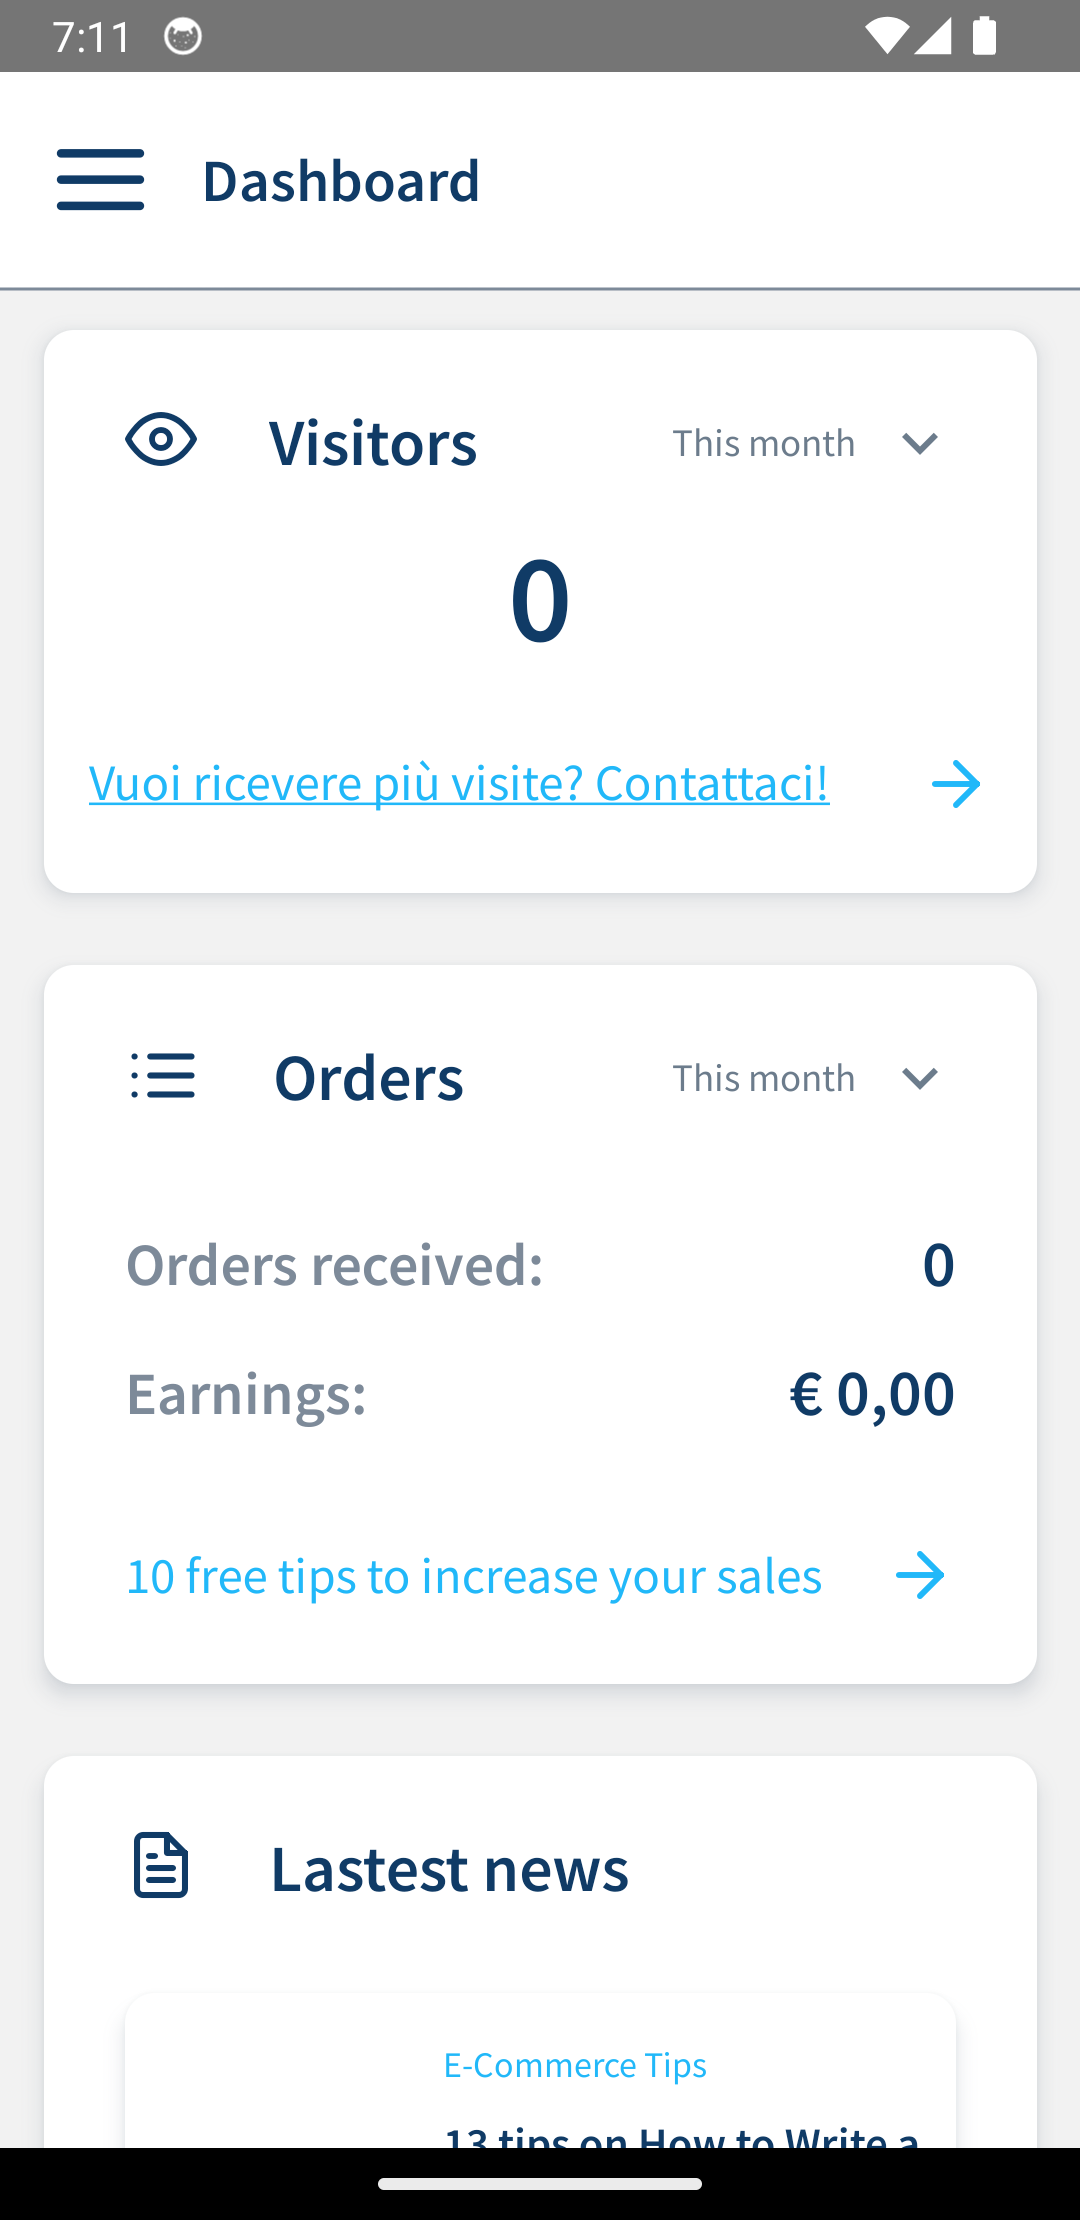 7:11
Dashboard
Visitors
This month
0
Vuoi ricevere più visite? Contattaci!
Orders
This month
Orders received:
0
Earnings:
€ 0,00
10 free tips to increase your sales
Lastest news
E-Commerce Tips
13 tips on How to Write a